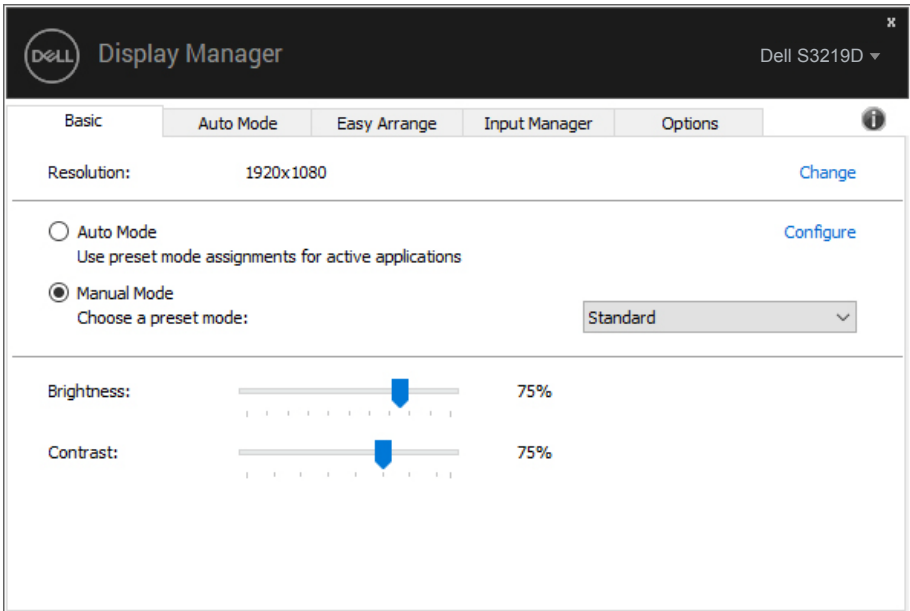 x
DELL Display Manager Dell S3219D
Basic Auto Mode Easy Arrange Input Manager Options i
Resolution: 1920x1080 Change
Auto Mode Configure
Use preset mode assignments for active applications
Manual Mode
Choose a preset mode: Standard
Brightness: 75%
Contrast: 75%